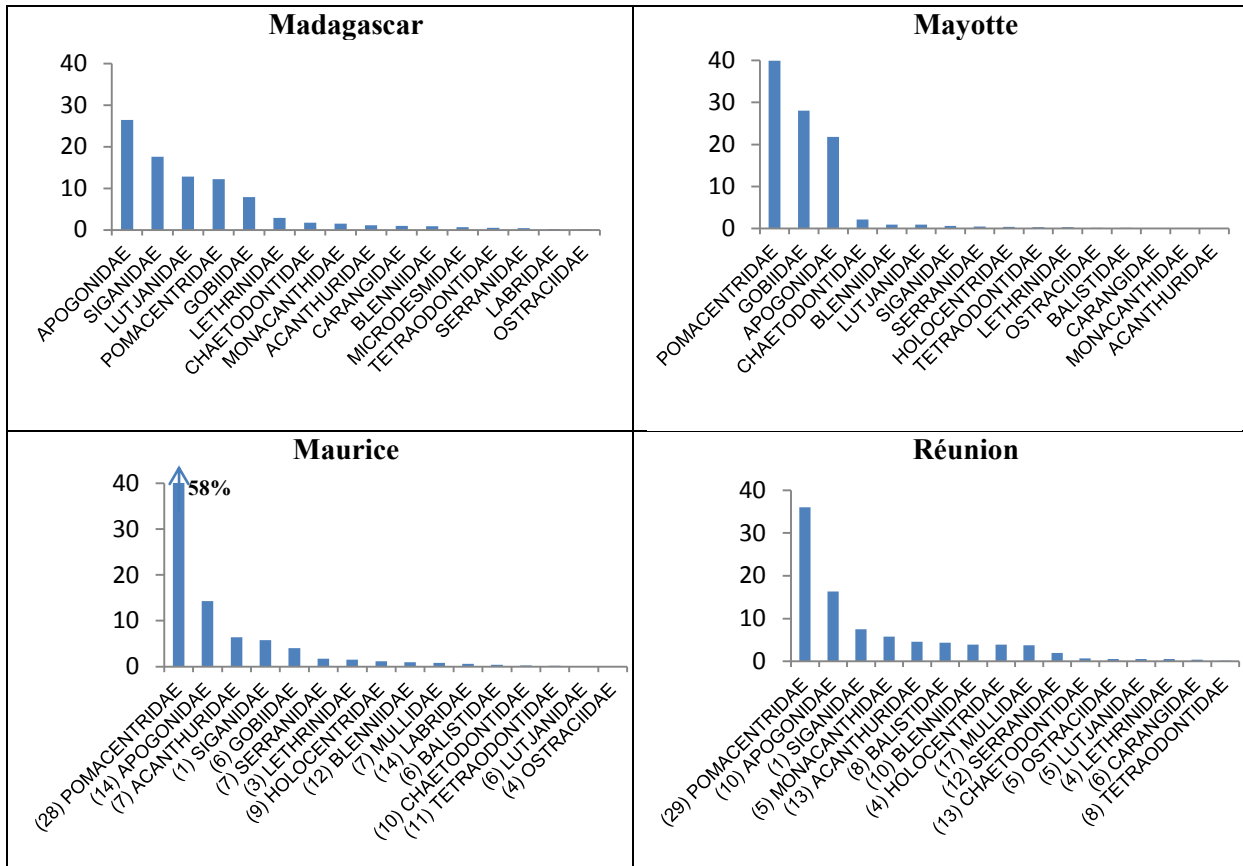 Madagascar
40
30
20
10
0
APOGONIDAE
SIGANIDAE
LUTJANIDAE
POMACENTRIDAE
GOBIIDAE
LETHRINIDAE
CHAETODONTIDAE
MONACANTHIDAE
ACANTHURIDAE
CARANGIDAE
BLENNIIDAE
MICRODESMIDAE
TETRAODONTIDAE
SERRANIDAE
LABRIDAE
OSTRACIIDAE
Mayotte
40
30
20
10
0
POMACENTRIDAE
GOBIIDAE
APOGONIDAE
CHAETODONTIDAE
BLENNIIDAE
LUTJANIDAE
SIGANIDAE
SERRANIDAE
HOLOCENTRIDAE
TETRAODONTIDAE
LETHRINIDAE
OSTRACIIDAE
BALISTIDAE
CARANGIDAE
MONACANTHIDAE
ACANTHURIDAE
Maurice
58%
40
30
20
10
0
(28) POMACENTRIDAE
(14) APOGONIDAE
(7) ACANTHURIDAE
(1) SIGANIDAE
(6) GOBIIDAE
(7) SERRANIDAE
(3) LETHRINIDAE
(9) HOLOCENTRIDAE
(12) BLENNIIDAE
(7) MULLIDAE
(14) LABRIDAE
(6) BALISTIDAE
(10) CHAETODONTIDAE
(11) TETRAODONTIDAE
(6) LUTJANIDAE
(4) OSTRACIIDAE
Réunion
40
30
20
10
0
(29) POMACENTRIDAE
(10) APOGONIDAE
(1) SIGANIDAE
(5) MONACANTHIDAE
(13) ACANTHURIDAE
(8) BALISTIDAE
(10) BLENNIIDAE
(4) HOLOCENTRIDAE
(17) MULLIDAE
(12) SERRANIDAE
(13) CHAETODONTIDAE
(5) OSTRACIIDAE
(5) LUTJANIDAE
(4) LETHRINIDAE
(6) CARANGIDAE
(8) TETRAODONTIDAE